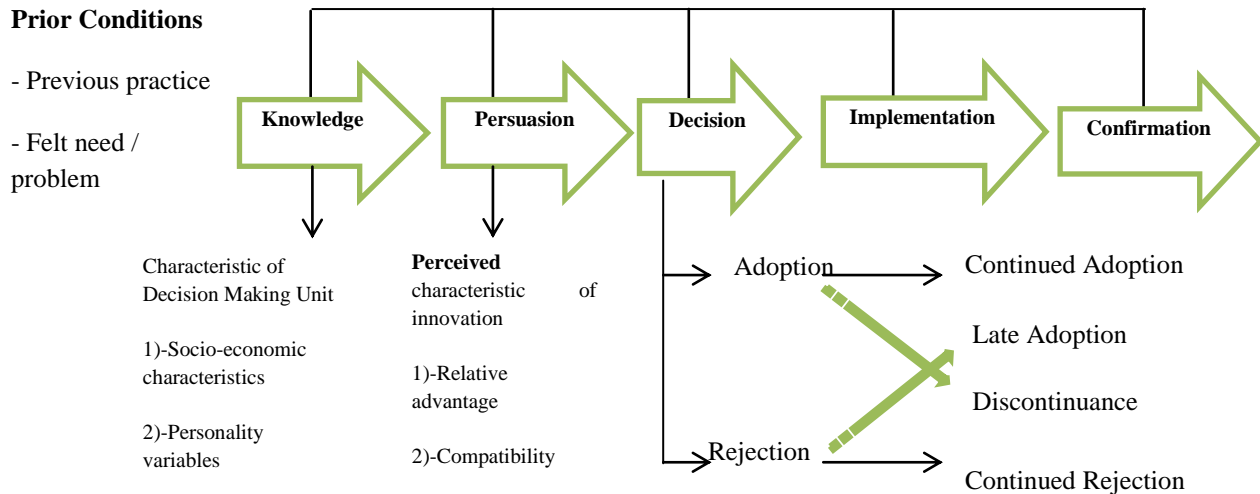 Prior Conditions
- Previous practice
- Felt need /
problem
Knowledge
Persuasion
Decision
Implementation
Confirmation
Characteristic of
Decision Making Unit
1)-Socio-economic
characteristics
2)-Personality
variables
Perceived
characteristic of
innovation
1)-Relative
advantage
2)-Compatibility
Adoption
Rejection
Continued Adoption
Late Adoption
Discontinuance
Continued Rejection